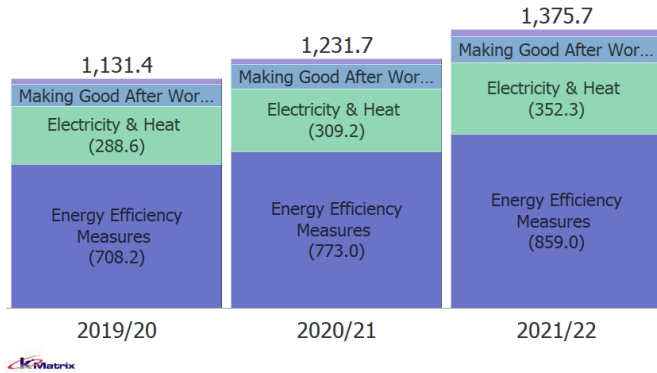 1,131.4
Making Good After Wor...
Electricity & Heat
(288.6)
Energy Efficiency
Measures
(708.2)
2019/20
1,231.7
Making Good After Wor...
Electricity & Heat
(309.2)
Energy Efficiency
Measures
(773.0)
2020/21
1,375.7
Making Good After Wor...
Electricity & Heat
(352.3)
Energy Efficiency
Measures
(859.0)
2021/22
kMatrix